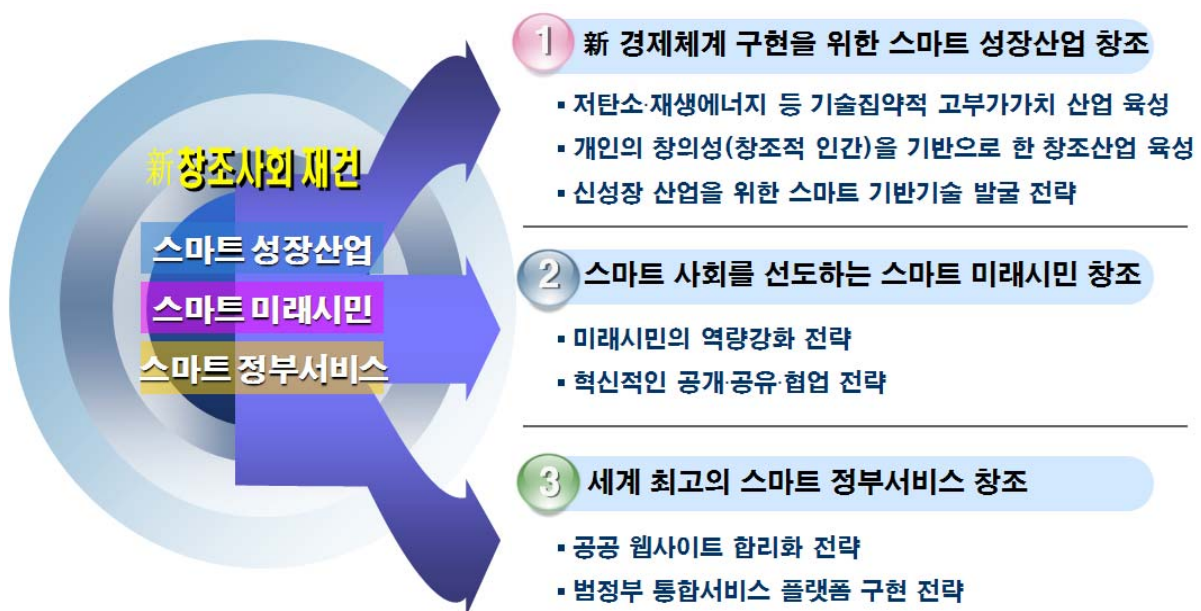 新 창조사회 재건
스마트 성장산업
스마트 미래시민
스마트 정부서비스
1 新 경제체계 구현을 위한 스마트 성장산업 창조
▪ 저탄소·재생에너지 등 기술집약적 고부가가치 산업 육성
▪ 개인의 창의성(창조적 인간)을 기반으로 한 창조산업 육성
▪ 신성장 산업을 위한 스마트 기반기술 발굴 전략
2 스마트 사회를 선도하는 스마트 미래시민 창조
▪ 미래시민의 역량강화 전략
▪ 혁신적인 공개·공유·협업 전략
3 세계 최고의 스마트 정부서비스 창조
▪ 공공 웹사이트 합리화 전략
▪ 범정부 통합서비스 플랫폼 구현 전략